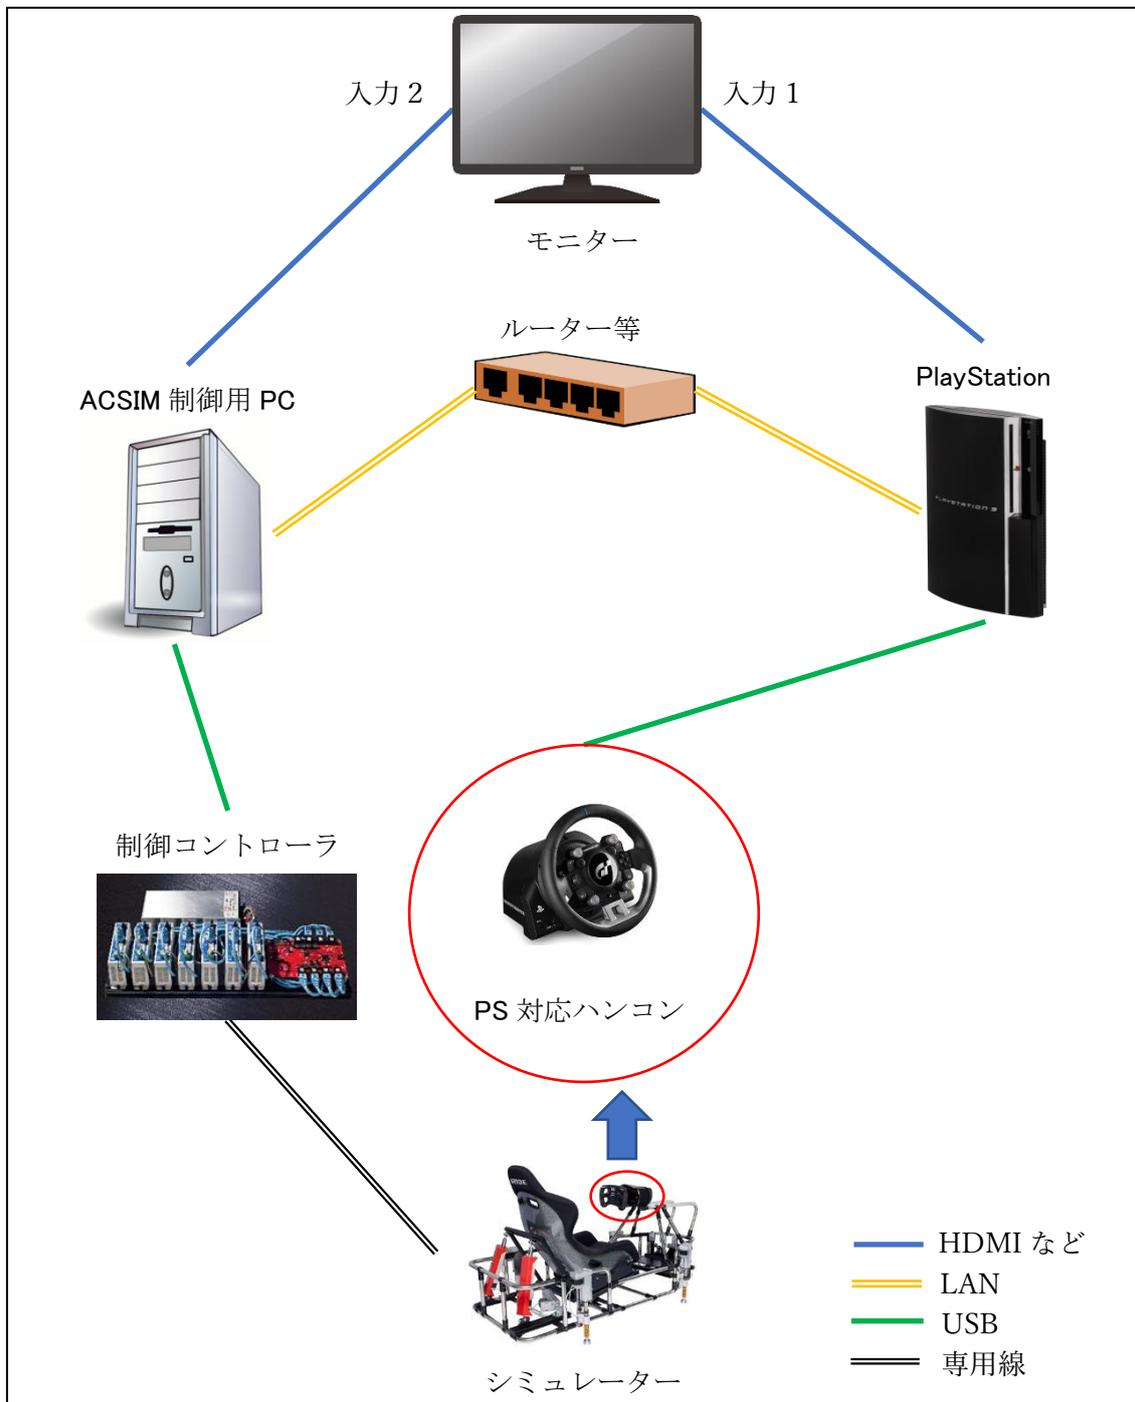 入力２
入力１
モニター
ルーター等
ACSIM 制御用 PC
PlayStation
PLAYSTATION 3
制御コントローラ
PS 対応ハンコン
シミュレーター
HDMI など
LAN
USB
専用線